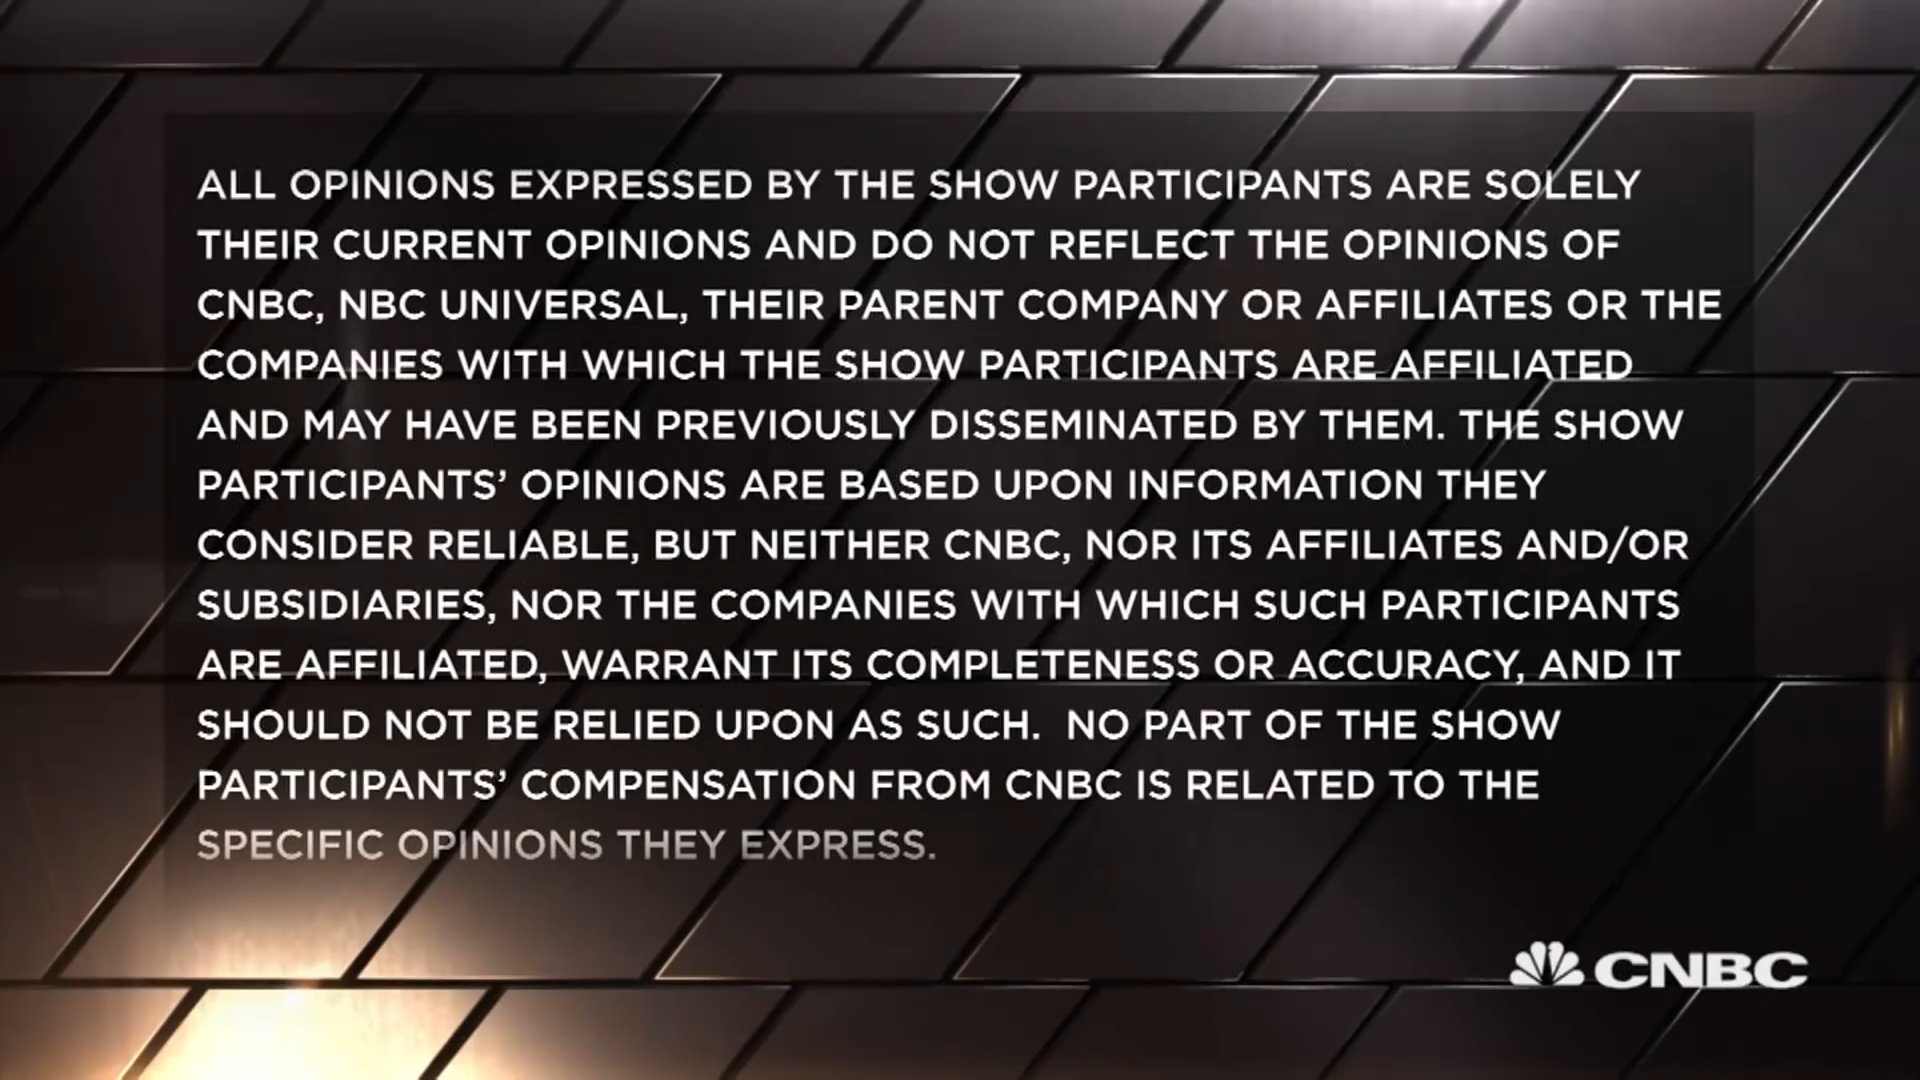 ALL OPINIONS EXPRESSED BY THE SHOW PARTICIPANTS ARE SOLELY
THEIR CURRENT OPINIONS AND DO NOT REFLECT THE OPINIONS OF
CNBC, NBC UNIVERSAL, THEIR PARENT COMPANY OR AFFILIATES OR THE
COMPANIES WITH WHICH THE SHOW PARTICIPANTS ARE AFFILIATED
AND MAY HAVE BEEN PREVIOUSLY DISSEMINATED BY THEM. THE SHOW
PARTICIPANTS’ OPINIONS ARE BASED UPON INFORMATION THEY
CONSIDER RELIABLE, BUT NEITHER CNBC, NOR ITS AFFILIATES AND/OR
SUBSIDIARIES, NOR THE COMPANIES WITH WHICH SUCH PARTICIPANTS
ARE AFFILIATED, WARRANT ITS COMPLETENESS OR ACCURACY, AND IT
SHOULD NOT BE RELIED UPON AS SUCH.  NO PART OF THE SHOW
PARTICIPANTS’ COMPENSATION FROM CNBC IS RELATED TO THE
SPECIFIC OPINIONS THEY EXPRESS.
CNBC